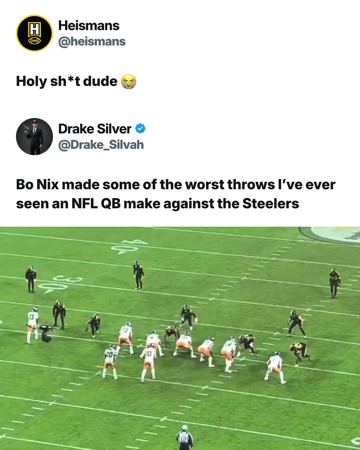 Heismans
@heismans
Holy sh*t dude 😭
Drake Silver
@Drake_Silvah
Bo Nix made some of the worst throws I've ever
seen an NFL QB make against the Steelers